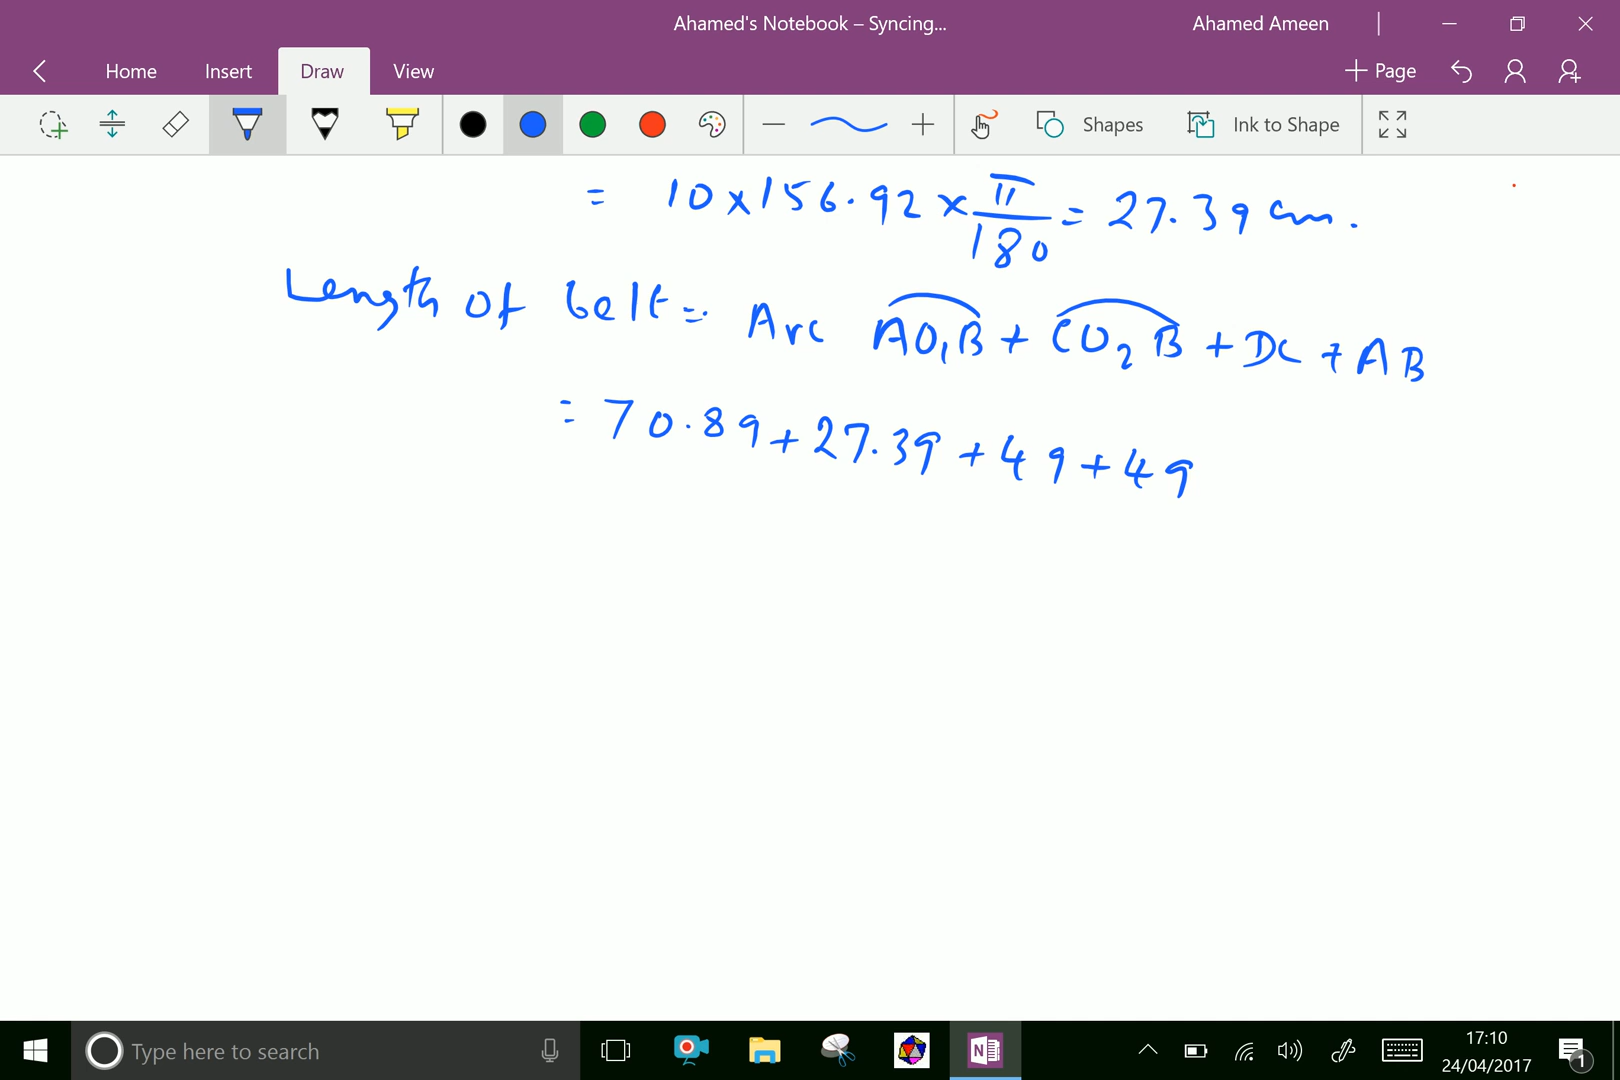 Ahamed's Notebook – Syncing...
Ahamed Ameen
Home Insert Draw View
Page
Shapes
Ink to Shape
= 10 × 156.92 × π/180 = 27.39 cm.
Length of belt = Arc AO₁B + CO₂B + DC + AB
= 70.89 + 27.39 + 49 + 49
Type here to search
N
17:10
24/04/2017
1